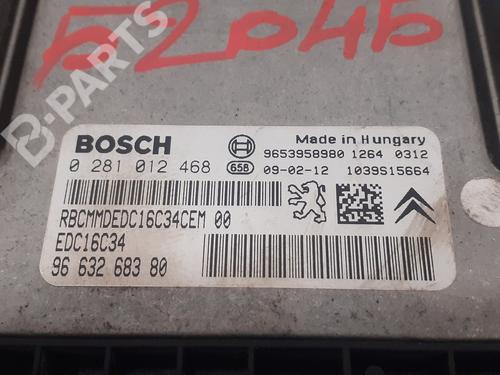 52046
B-PARTS
BOSCH
0 281 012 468
658
Made in Hungary
9653958980 1264 0312
09-02-12 1039S15664
RBCMMDEDC16C34CEM 00
EDC16C34
96 632 683 80